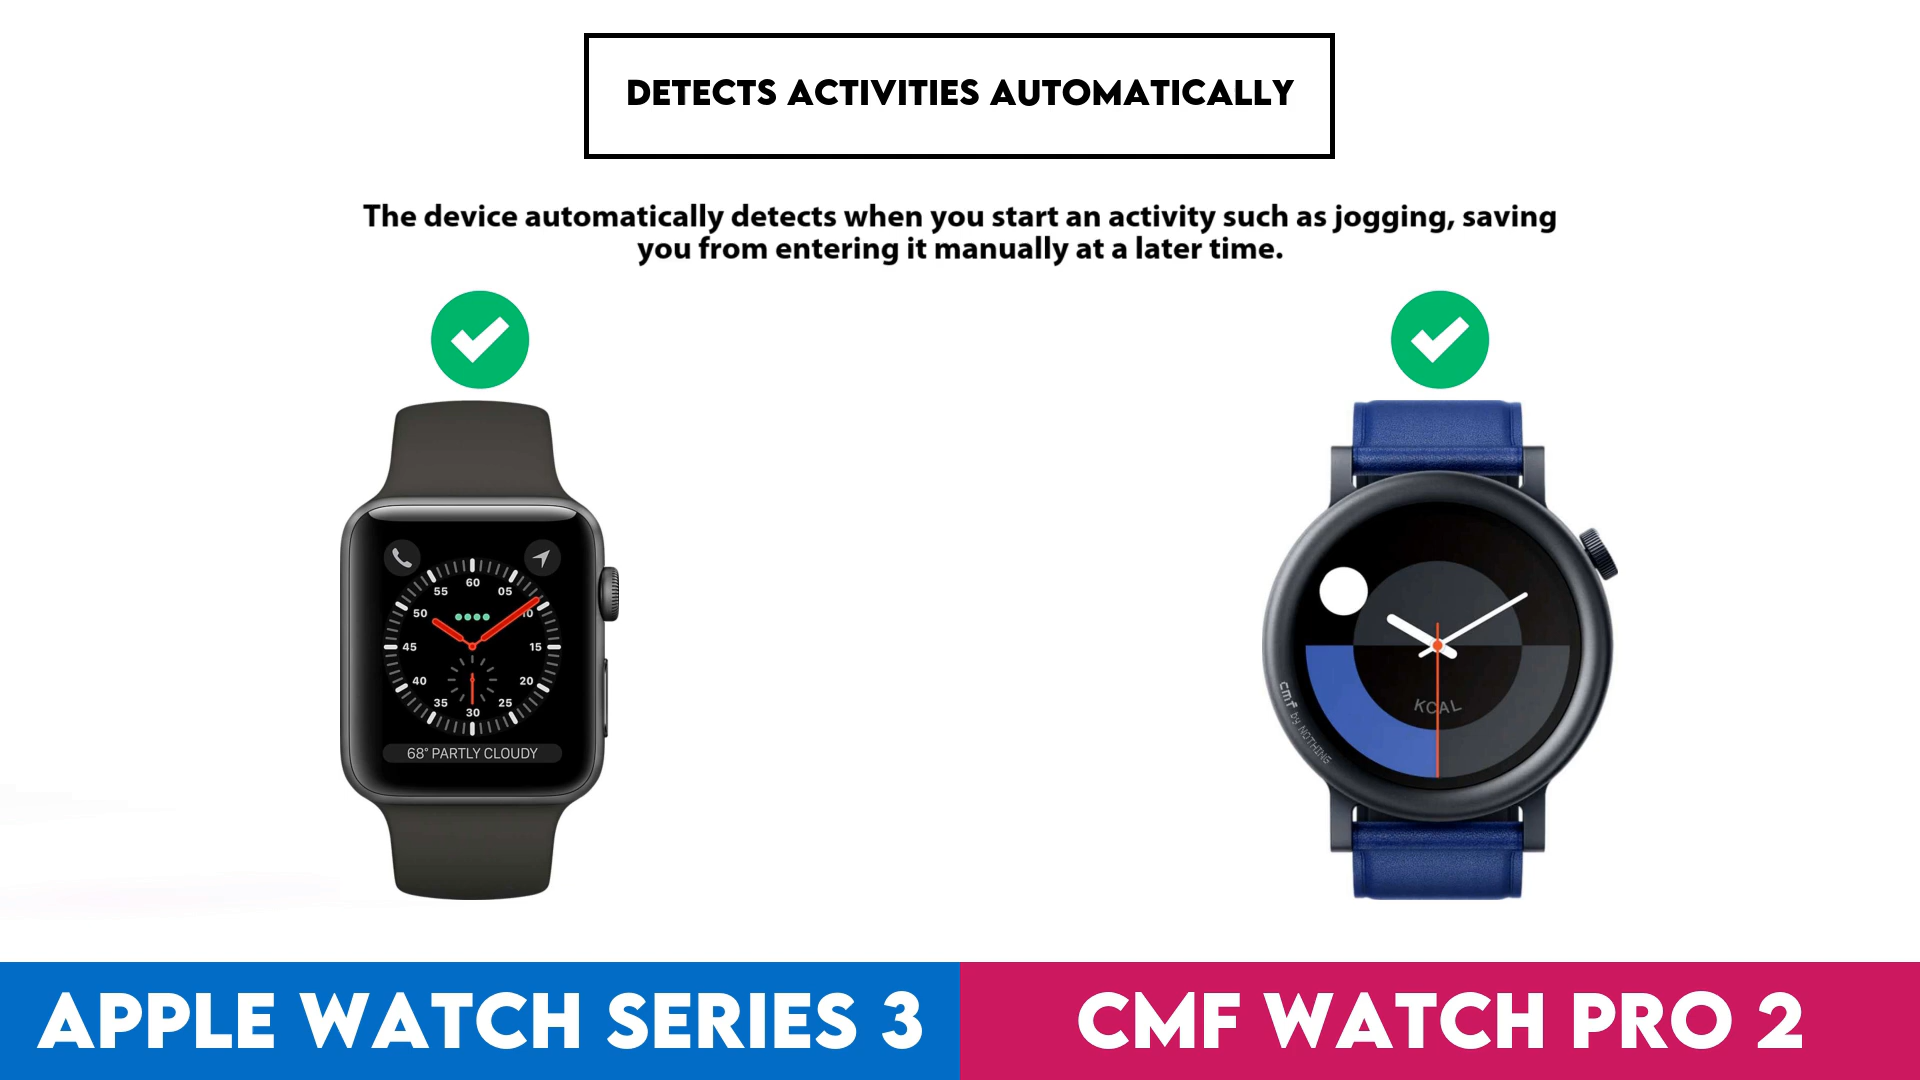 DETECTS ACTIVITIES AUTOMATICALLY
The device automatically detects when you start an activity such as jogging, saving
you from entering it manually at a later time.
60
55 05
50 10
45 15
40 20
35 25
30
68° PARTLY CLOUDY
KCAL
cmf by NOTHING
APPLE WATCH SERIES 3
CMF WATCH PRO 2